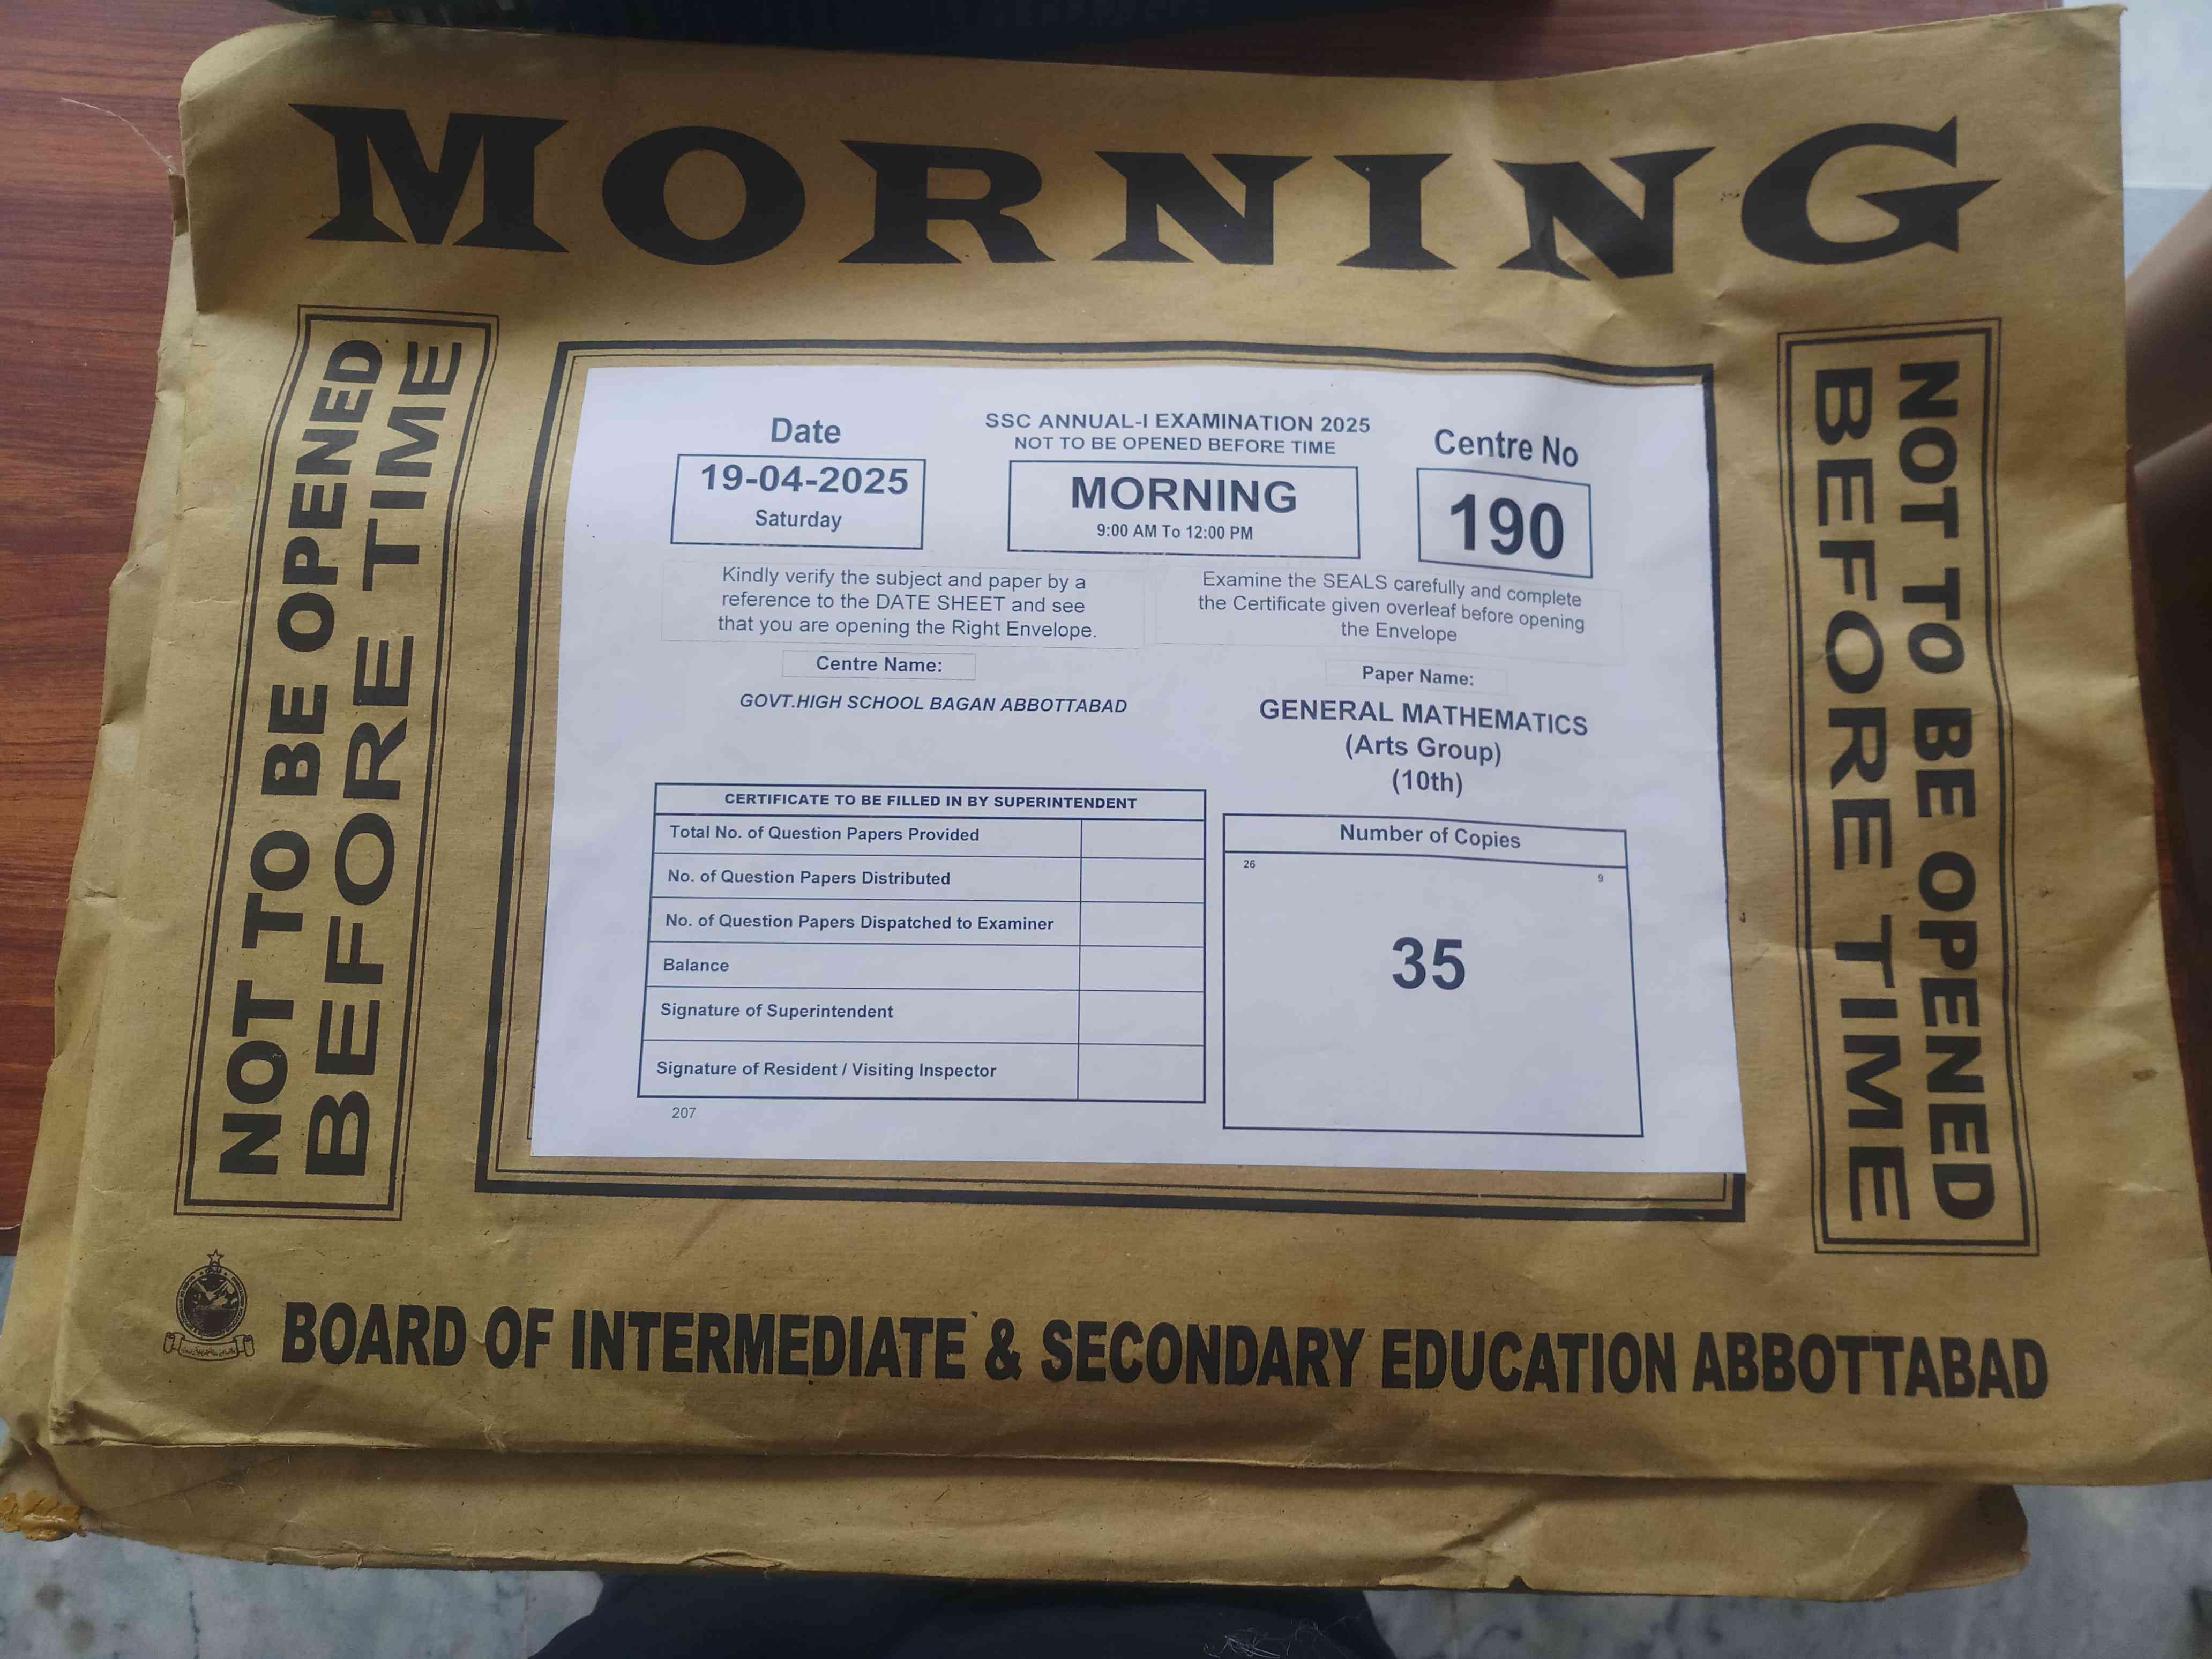 MORNING
NOT TO BE OPENED
BEFORE TIME
Date
19-04-2025
Saturday
SSC ANNUAL-I EXAMINATION 2025
NOT TO BE OPENED BEFORE TIME
MORNING
9:00 AM To 12:00 PM
Centre No
190
Kindly verify the subject and paper by a
reference to the DATE SHEET and see
that you are opening the Right Envelope.
Examine the SEALS carefully and complete
the Certificate given overleaf before opening
the Envelope
Centre Name:
GOVT.HIGH SCHOOL BAGAN ABBOTTABAD
Paper Name:
GENERAL MATHEMATICS
(Arts Group)
(10th)
CERTIFICATE TO BE FILLED IN BY SUPERINTENDENT
Total No. of Question Papers Provided
No. of Question Papers Distributed
No. of Question Papers Dispatched to Examiner
Balance
Signature of Superintendent
Signature of Resident / Visiting Inspector
207
Number of Copies
26
9
35
NOT TO BE OPENED
BEFORE TIME
BOARD OF INTERMEDIATE & SECONDARY EDUCATION ABBOTTABAD